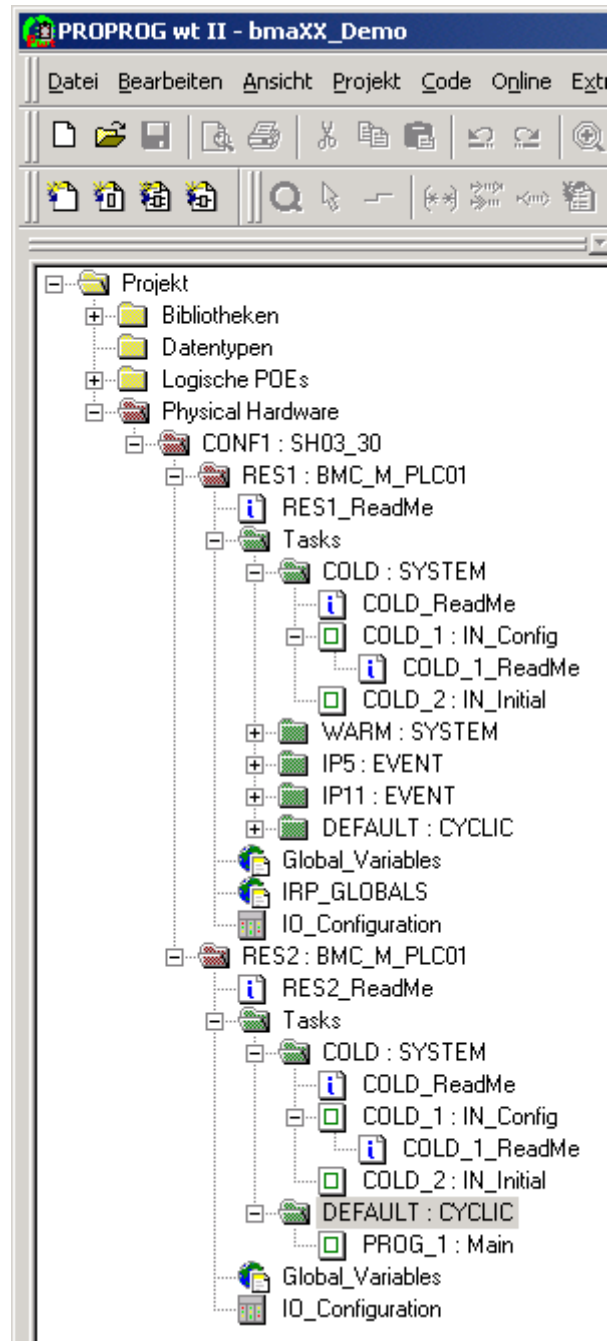 PROPROG wt II - bmaXX_Demo
Datei Bearbeiten Ansicht Projekt Code Online Extr
Projekt
Bibliotheken
Datentypen
Logische POEs
Physical Hardware
CONF1 : SH03_30
RES1 : BMC_M_PLC01
RES1_ReadMe
Tasks
COLD : SYSTEM
COLD_ReadMe
COLD_1 : IN_Config
COLD_1_ReadMe
COLD_2 : IN_Initial
WARM : SYSTEM
IP5 : EVENT
IP11 : EVENT
DEFAULT : CYCLIC
Global_Variables
IRP_GLOBALS
IO_Configuration
RES2 : BMC_M_PLC01
RES2_ReadMe
Tasks
COLD : SYSTEM
COLD_ReadMe
COLD_1 : IN_Config
COLD_1_ReadMe
COLD_2 : IN_Initial
DEFAULT : CYCLIC
PROG_1 : Main
Global_Variables
IO_Configuration